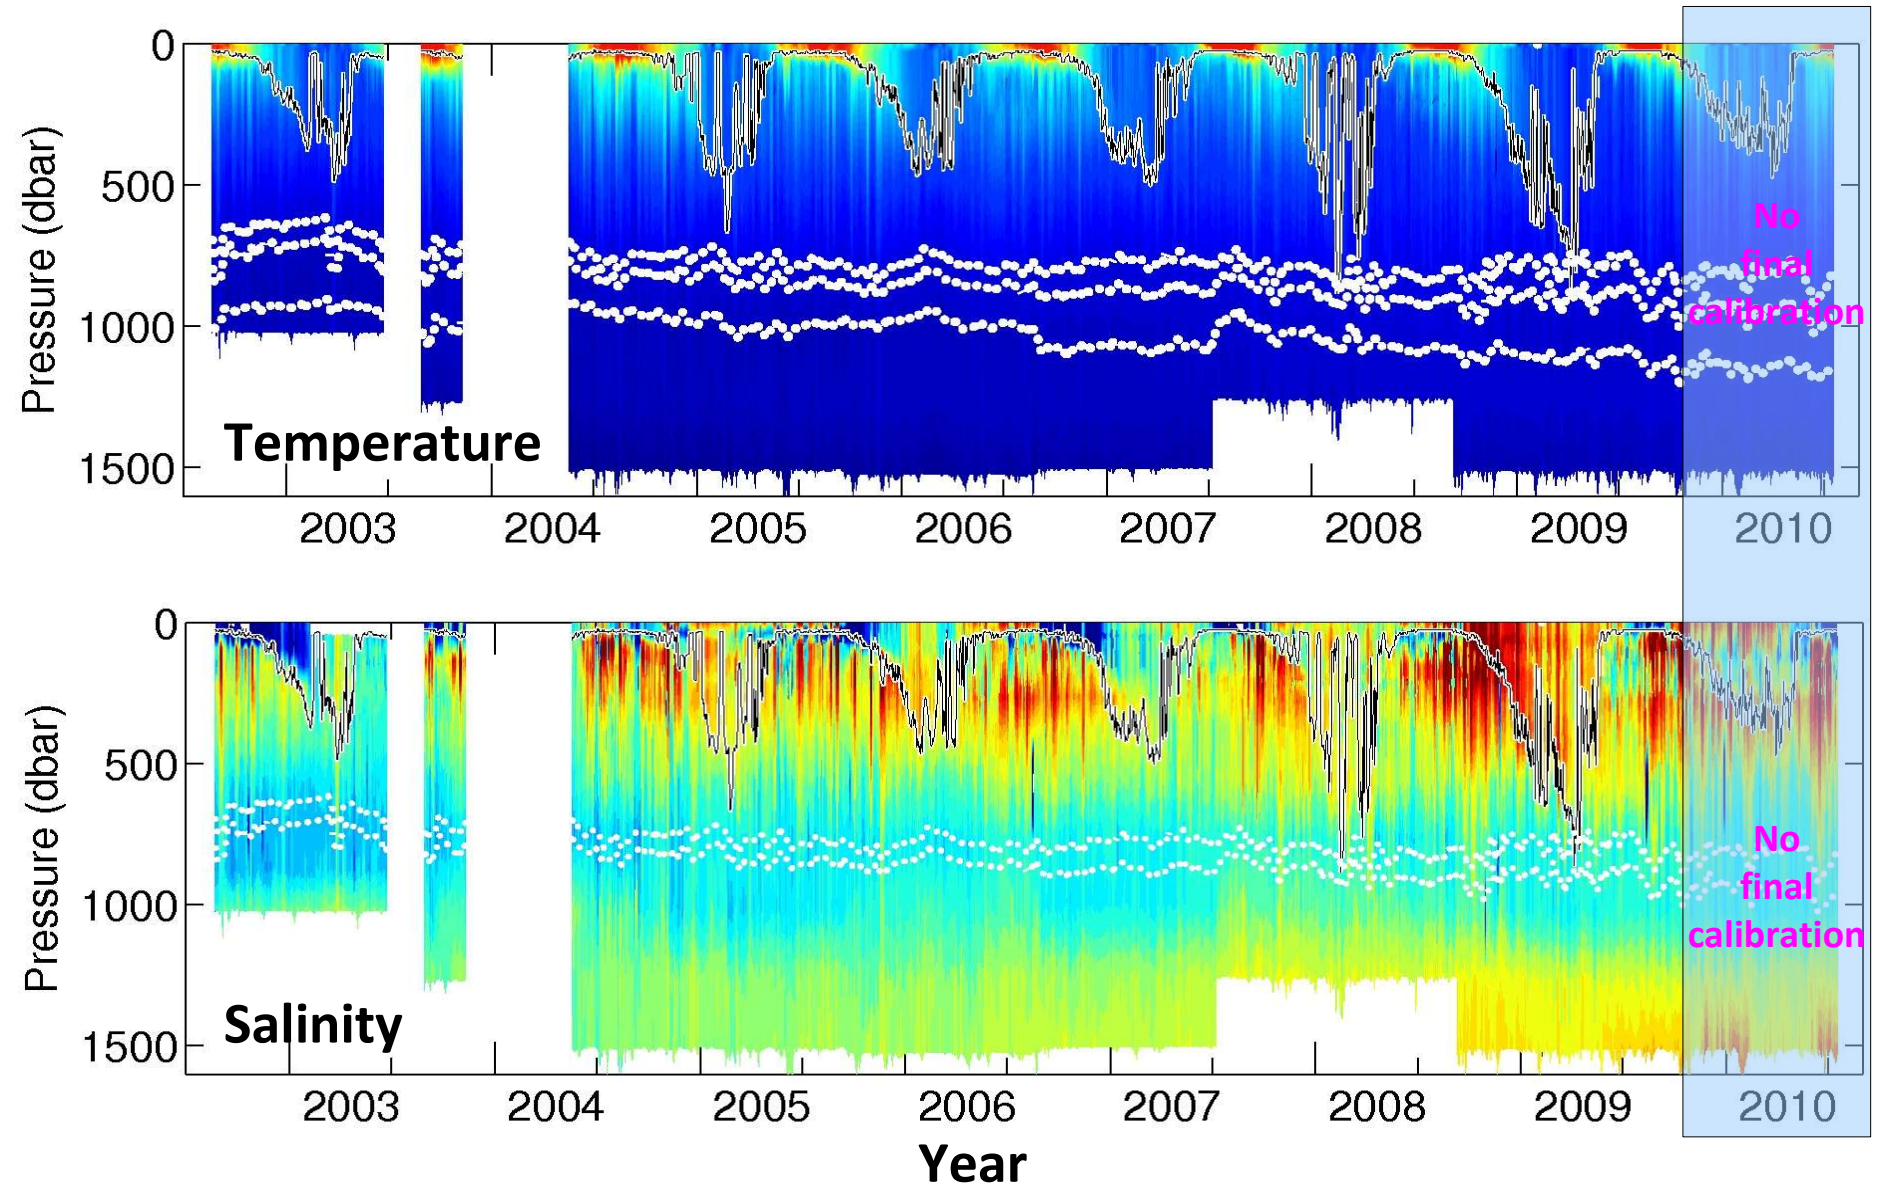 0
500
1000
1500
Pressure (dbar)
Temperature
No
final
calibration
2003 2004 2005 2006 2007 2008 2009 2010
0
500
1000
1500
Pressure (dbar)
Salinity
No
final
calibration
2003 2004 2005 2006 2007 2008 2009 2010
Year